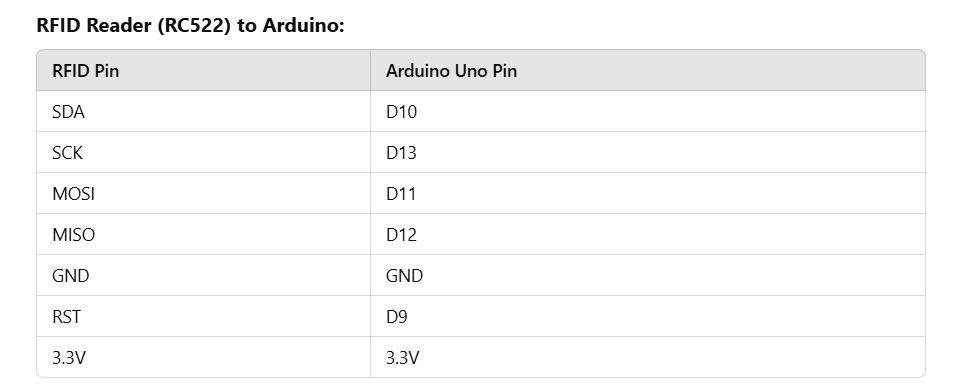 RFID Reader (RC522) to Arduino:
RFID Pin Arduino Uno Pin
SDA D10
SCK D13
MOSI D11
MISO D12
GND GND
RST D9
3.3V 3.3V